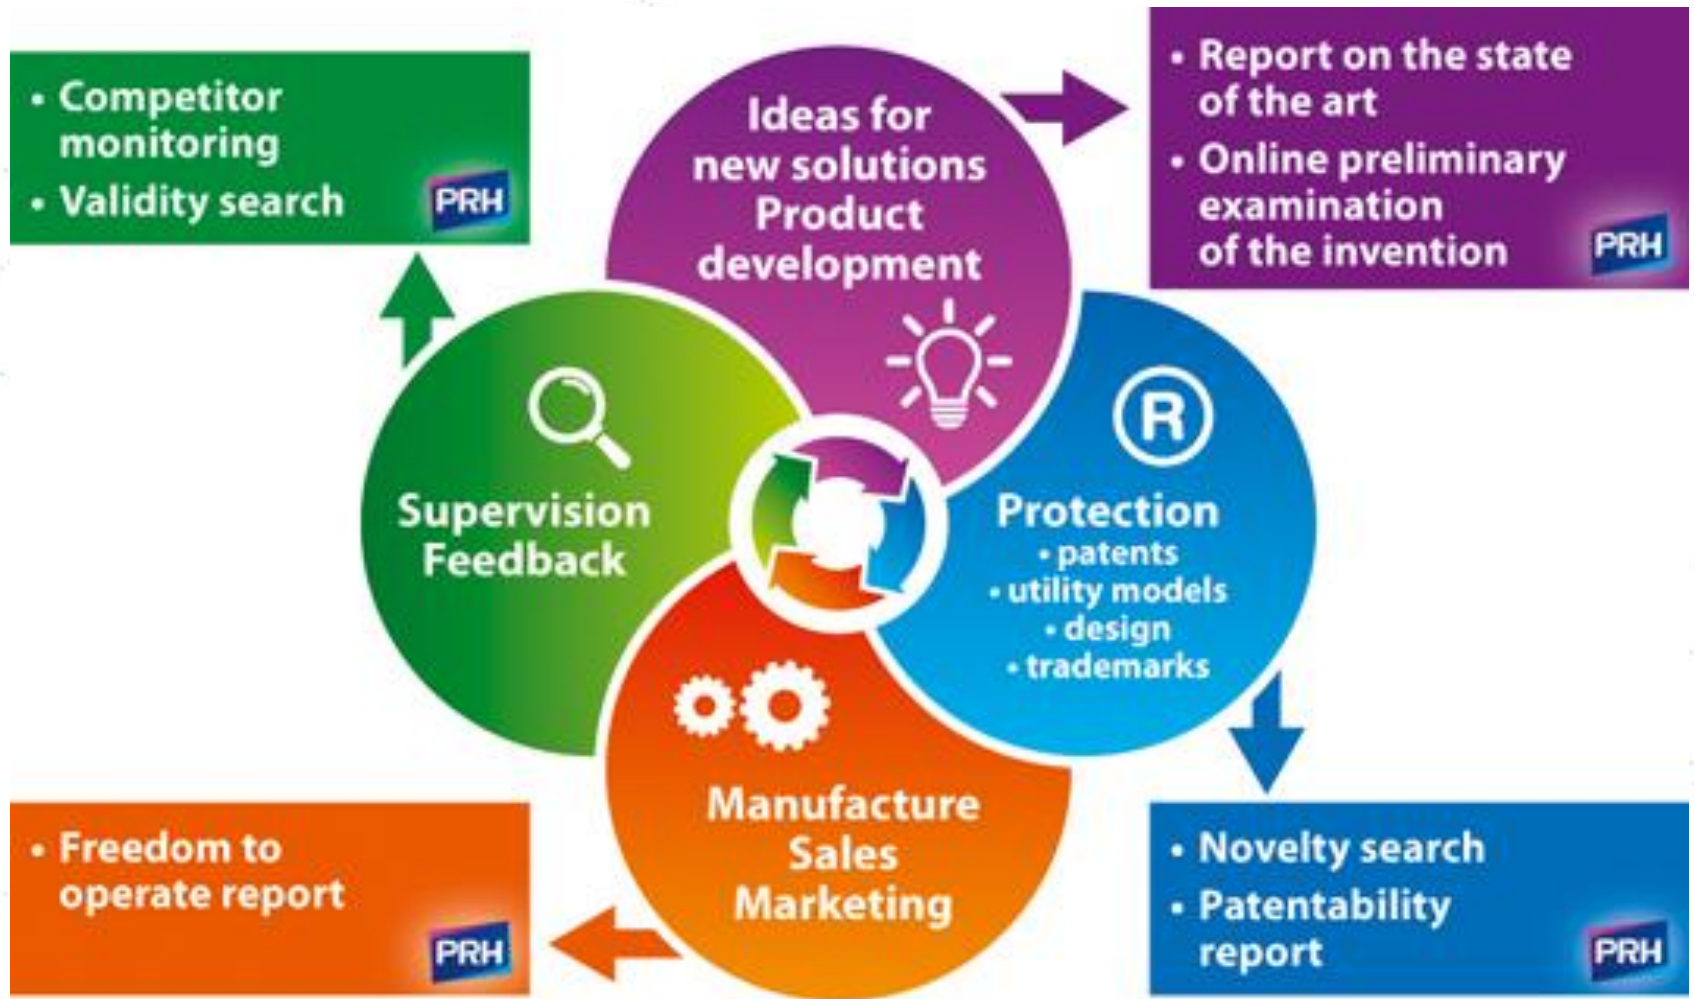 • Competitor
monitoring
• Validity search
PRH
Ideas for
new solutions
Product
development
• Report on the state
of the art
• Online preliminary
examination
of the invention
PRH
Supervision
Feedback
R
Protection
• patents
• utility models
• design
• trademarks
Manufacture
Sales
Marketing
• Freedom to
operate report
PRH
• Novelty search
• Patentability
report
PRH